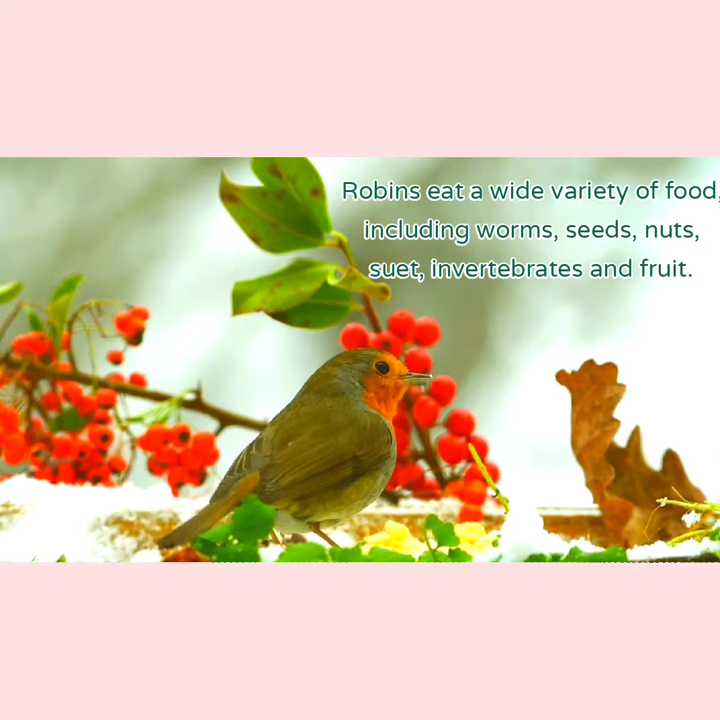 Robins eat a wide variety of food,
including worms, seeds, nuts,
suet, invertebrates and fruit.